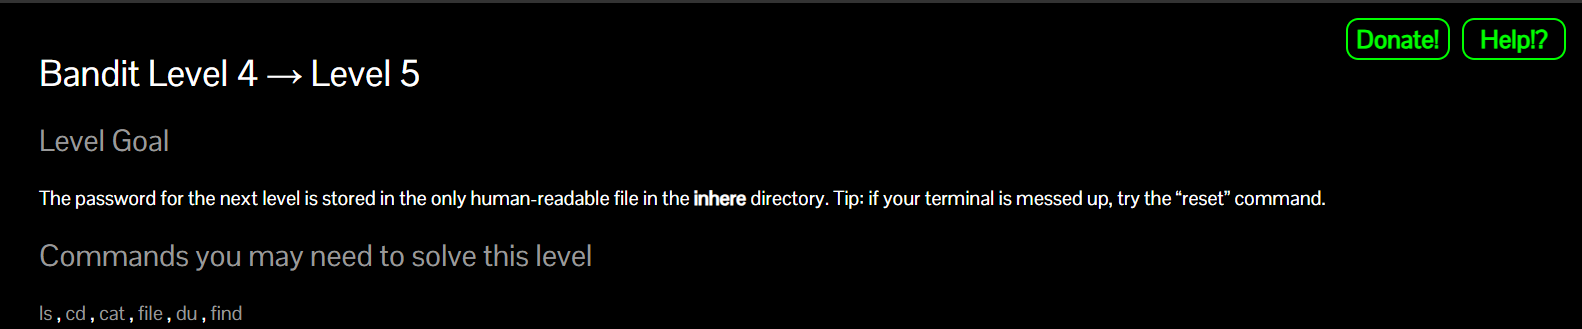 Donate! Help!?
Bandit Level 4 → Level 5
Level Goal
The password for the next level is stored in the only human-readable file in the inhere directory. Tip: if your terminal is messed up, try the “reset” command.
Commands you may need to solve this level
ls , cd , cat , file , du , find